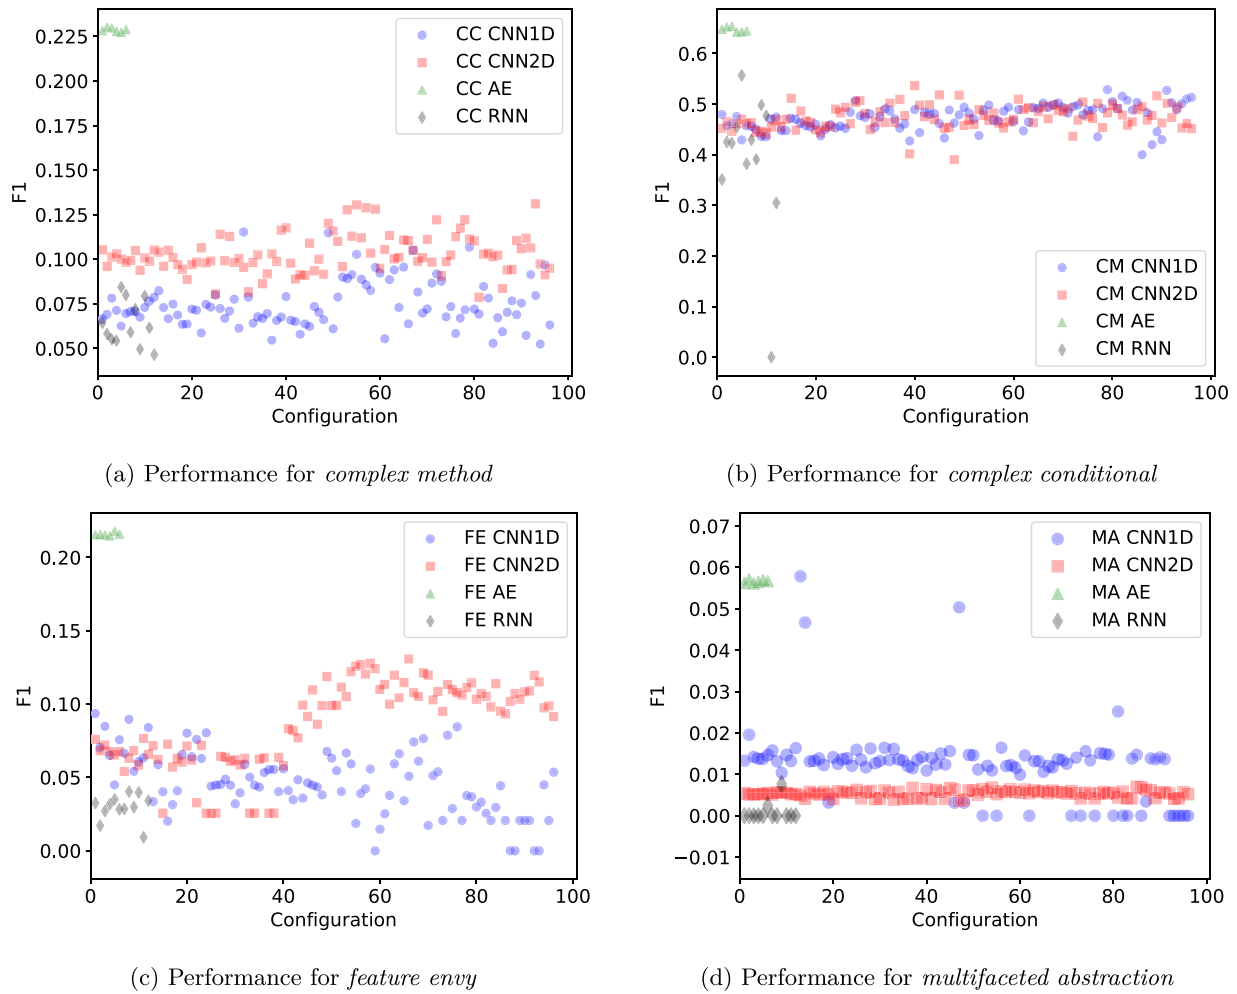 0.225
0.200
0.175
0.150
0.125
0.100
0.075
0.050
F1
0
20
40
60
80
100
Configuration
CC CNN1D
CC CNN2D
CC AE
CC RNN
(a) Performance for complex method
0.6
0.5
0.4
0.3
0.2
0.1
0.0
F1
0
20
40
60
80
100
Configuration
CM CNN1D
CM CNN2D
CM AE
CM RNN
(b) Performance for complex conditional
0.20
0.15
0.10
0.05
0.00
F1
0
20
40
60
80
100
Configuration
FE CNN1D
FE CNN2D
FE AE
FE RNN
(c) Performance for feature envy
0.07
0.06
0.05
0.04
0.03
0.02
0.01
0.00
−0.01
F1
0
20
40
60
80
100
Configuration
MA CNN1D
MA CNN2D
MA AE
MA RNN
(d) Performance for multifaceted abstraction